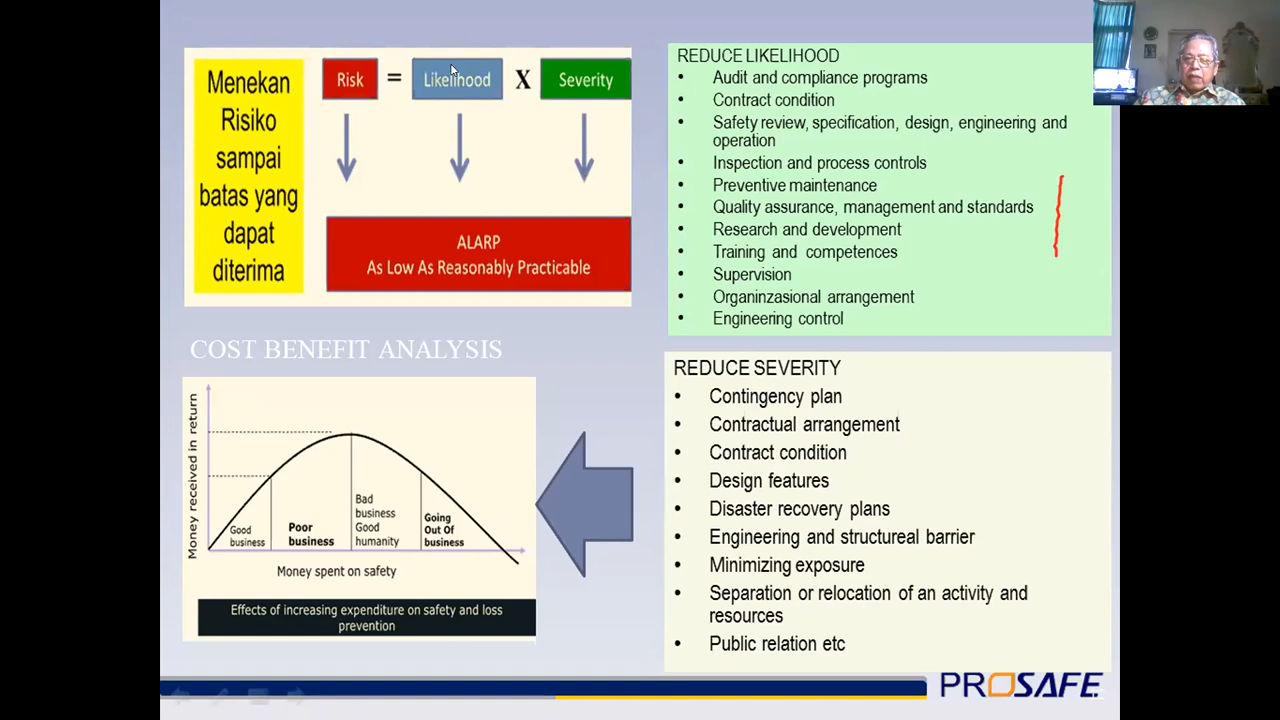 Menekan
Risiko
sampai
batas yang
dapat
diterima
Risk = Likelihood X Severity
ALARP
As Low As Reasonably Practicable
REDUCE LIKELIHOOD
• Audit and compliance programs
• Contract condition
• Safety review, specification, design, engineering and
operation
• Inspection and process controls
• Preventive maintenance
• Quality assurance, management and standards
• Research and development
• Training and competences
• Supervision
• Organinzasional arrangement
• Engineering control
COST BENEFIT ANALYSIS
Money received in return
Good
business
Poor
business
Bad
business
Good
humanity
Going
Out Of
business
Money spent on safety
Effects of increasing expenditure on safety and loss
prevention
REDUCE SEVERITY
• Contingency plan
• Contractual arrangement
• Contract condition
• Design features
• Disaster recovery plans
• Engineering and structureal barrier
• Minimizing exposure
• Separation or relocation of an activity and
resources
• Public relation etc
PROSAFE